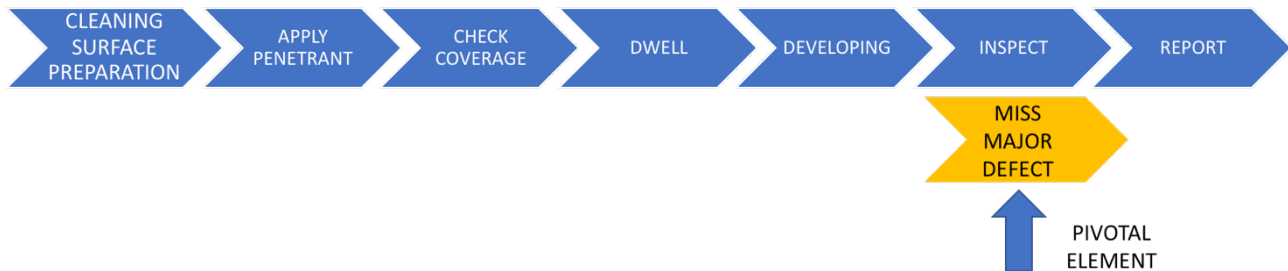 CLEANING
SURFACE
PREPARATION
APPLY
PENETRANT
CHECK
COVERAGE
DWELL
DEVELOPING
INSPECT
REPORT
MISS
MAJOR
DEFECT
PIVOTAL
ELEMENT